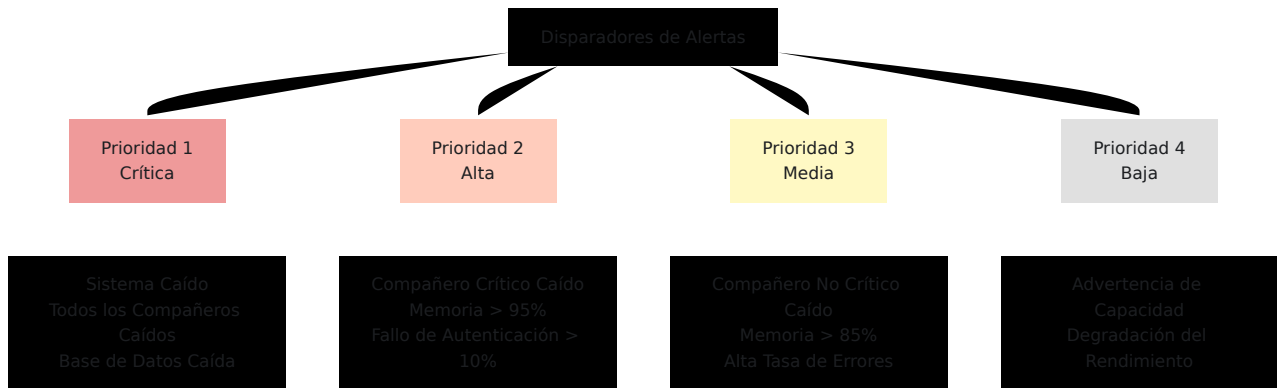 Disparadores de Alertas
Prioridad 1
Crítica
Prioridad 2
Alta
Prioridad 3
Media
Prioridad 4
Baja
Sistema Caído
Todos los Compañeros
Caídos
Base de Datos Caída
Compañero Crítico Caído
Memoria > 95%
Fallo de Autenticación >
10%
Compañero No Crítico
Caído
Memoria > 85%
Alta Tasa de Errores
Advertencia de
Capacidad
Degradación del
Rendimiento